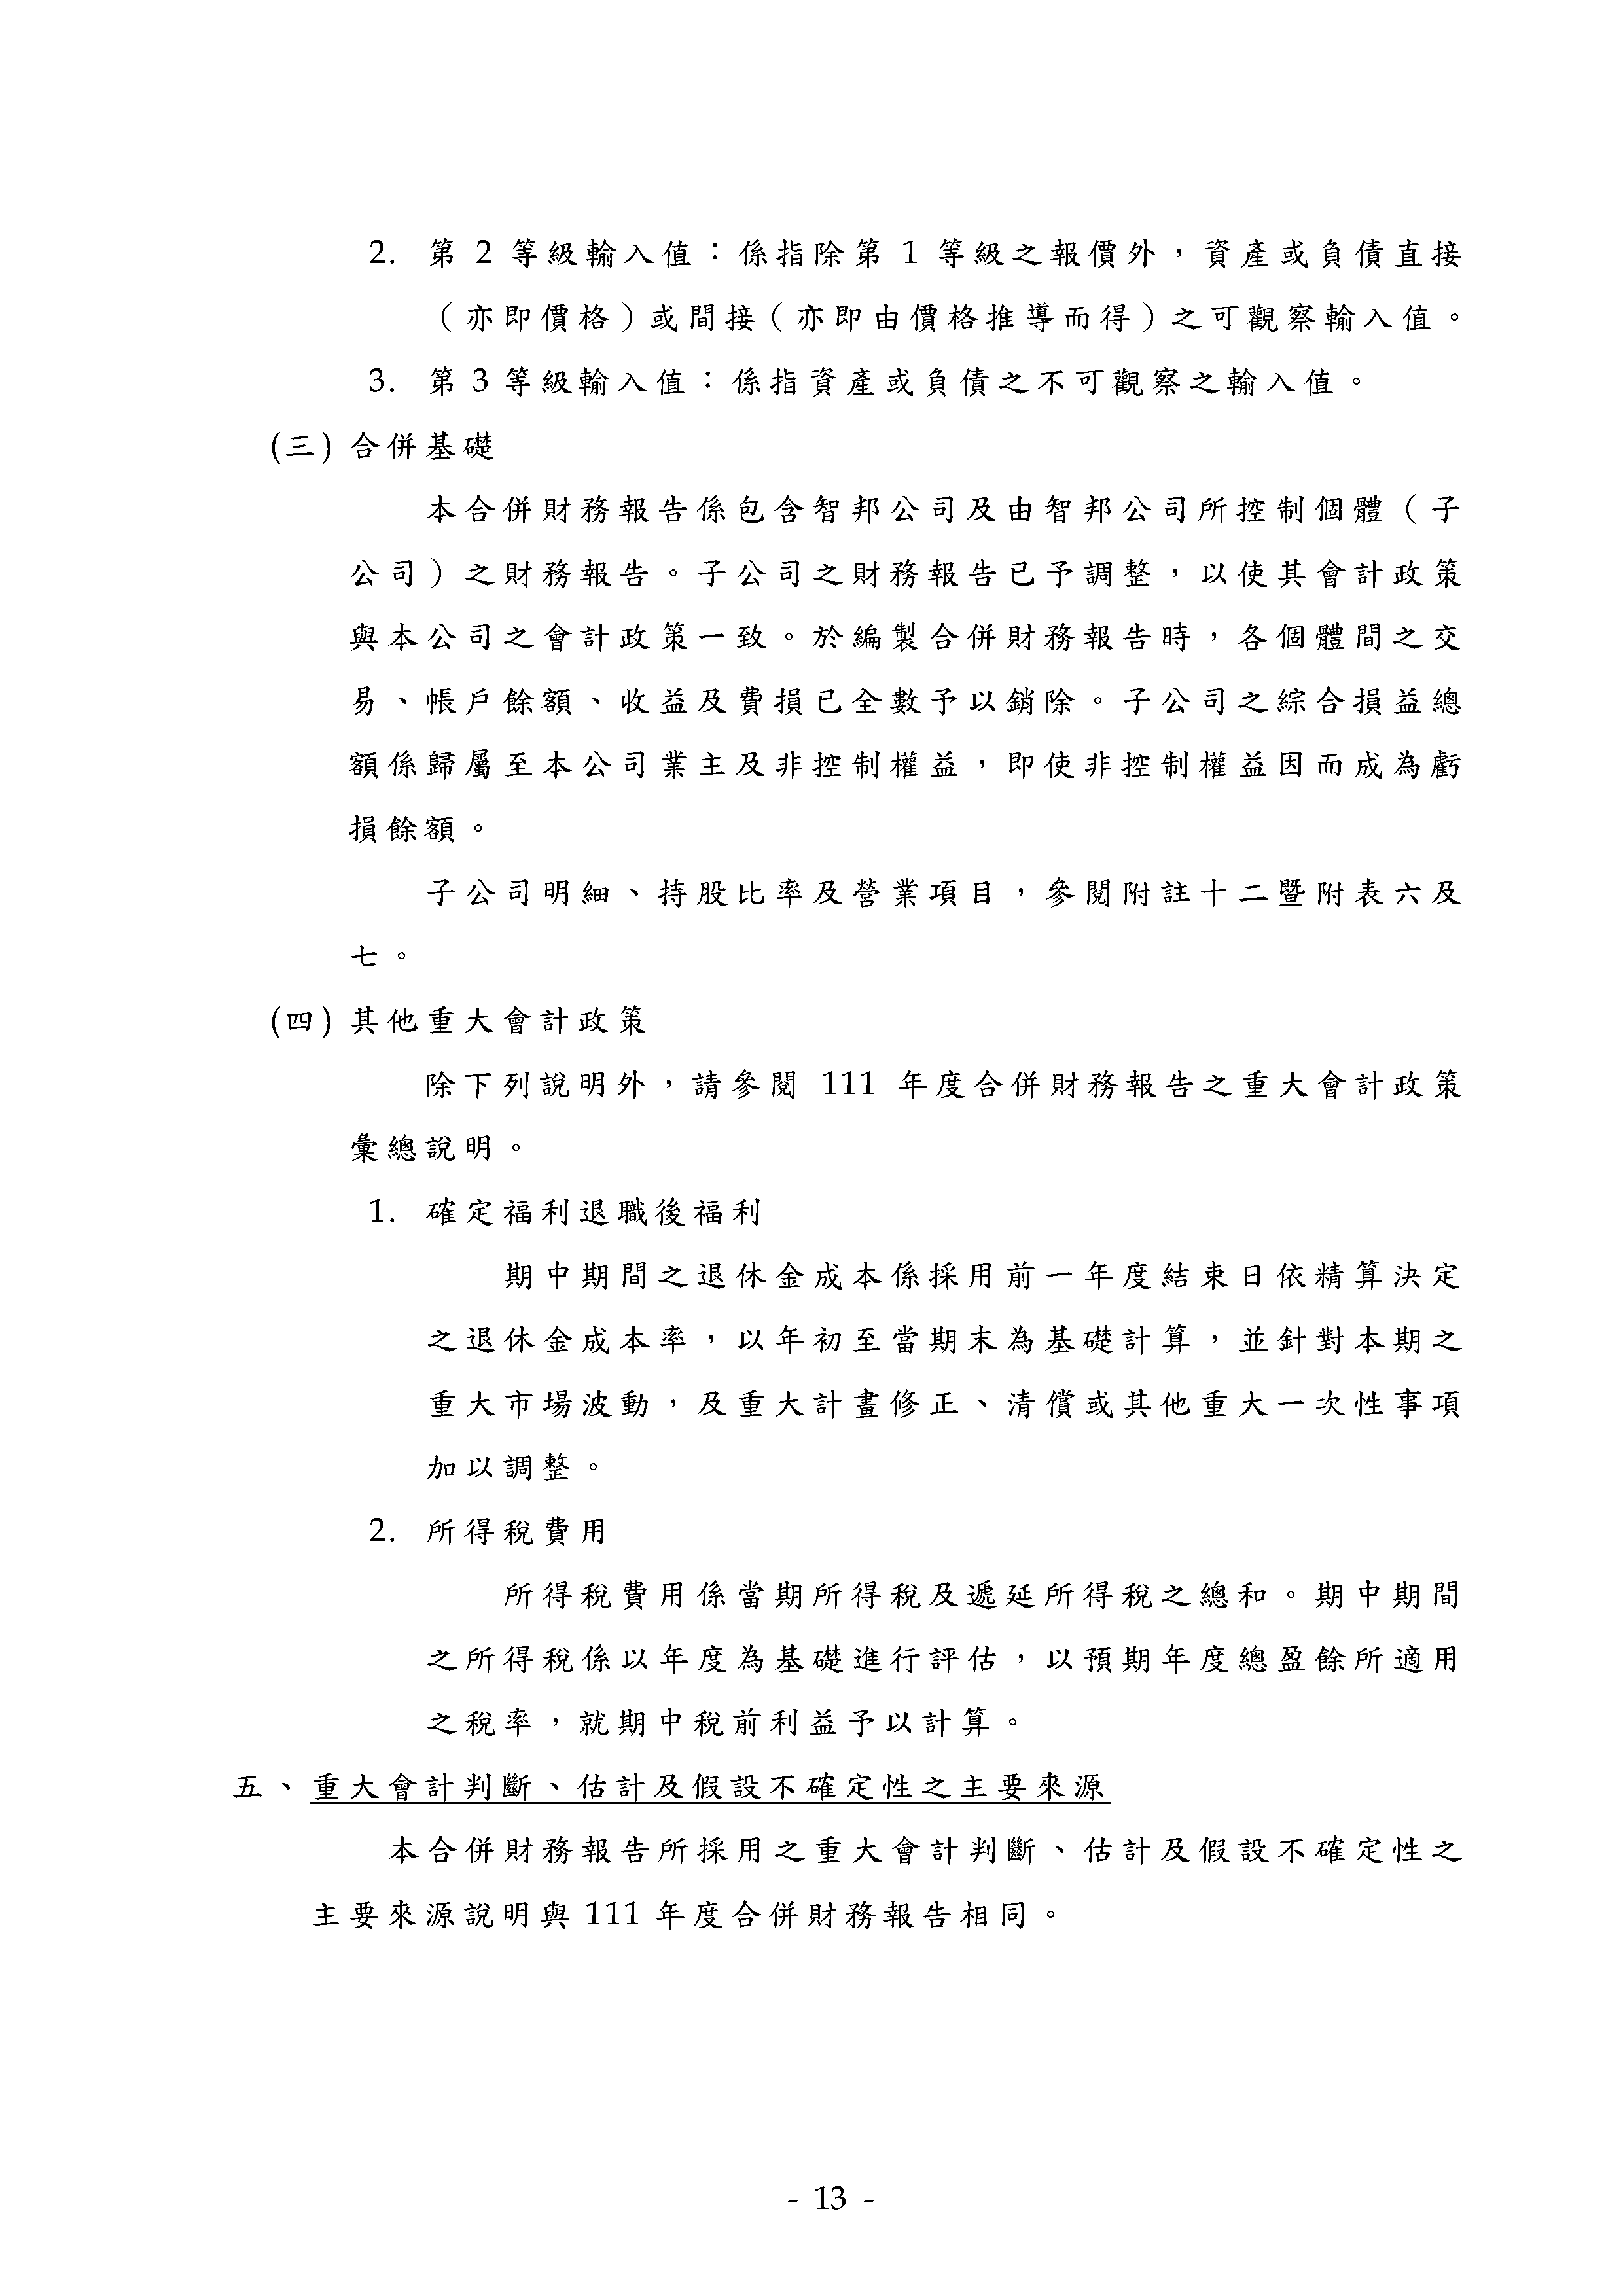 2. 第 2 等級輸入值：係指除第 1 等級之報價外，資產或負債直接
（亦即價格）或間接（亦即由價格推導而得）之可觀察輸入值。
3. 第 3 等級輸入值：係指資產或負債之不可觀察之輸入值。
(三) 合併基礎
本合併財務報告係包含智邦公司及由智邦公司所控制個體（子
公司）之財務報告。子公司之財務報告已予調整，以使其會計政策
與本公司之會計政策一致。於編製合併財務報告時，各個體間之交
易、帳戶餘額、收益及費損已全數予以銷除。子公司之綜合損益總
額係歸屬至本公司業主及非控制權益，即使非控制權益因而成為虧
損餘額。
子公司明細、持股比率及營業項目，參閱附註十二暨附表六及
七。
(四) 其他重大會計政策
除下列說明外，請參閱 111 年度合併財務報告之重大會計政策
彙總說明。
1. 確定福利退職後福利
期中期間之退休金成本係採用前一年度結束日依精算決定
之退休金成本率，以年初至當期末為基礎計算，並針對本期之
重大市場波動，及重大計畫修正、清償或其他重大一次性事項
加以調整。
2. 所得稅費用
所得稅費用係當期所得稅及遞延所得稅之總和。期中期間
之所得稅係以年度為基礎進行評估，以預期年度總盈餘所適用
之稅率，就期中稅前利益予以計算。
五、重大會計判斷、估計及假設不確定性之主要來源
本合併財務報告所採用之重大會計判斷、估計及假設不確定性之
主要來源說明與 111 年度合併財務報告相同。
- 13 -